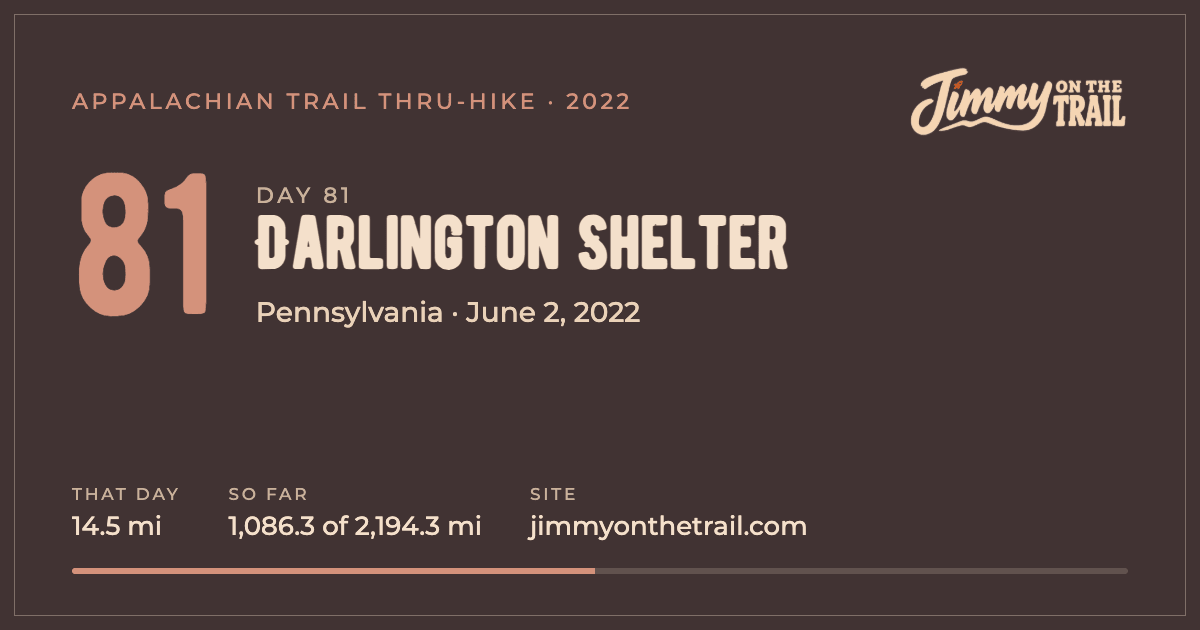 APPALACHIAN TRAIL THRU-HIKE · 2022
Jimmy ON THE TRAIL
81
DAY 81
DARLINGTON SHELTER
Pennsylvania · June 2, 2022
THAT DAY
14.5 mi
SO FAR
1,086.3 of 2,194.3 mi
SITE
jimmyonthetrail.com